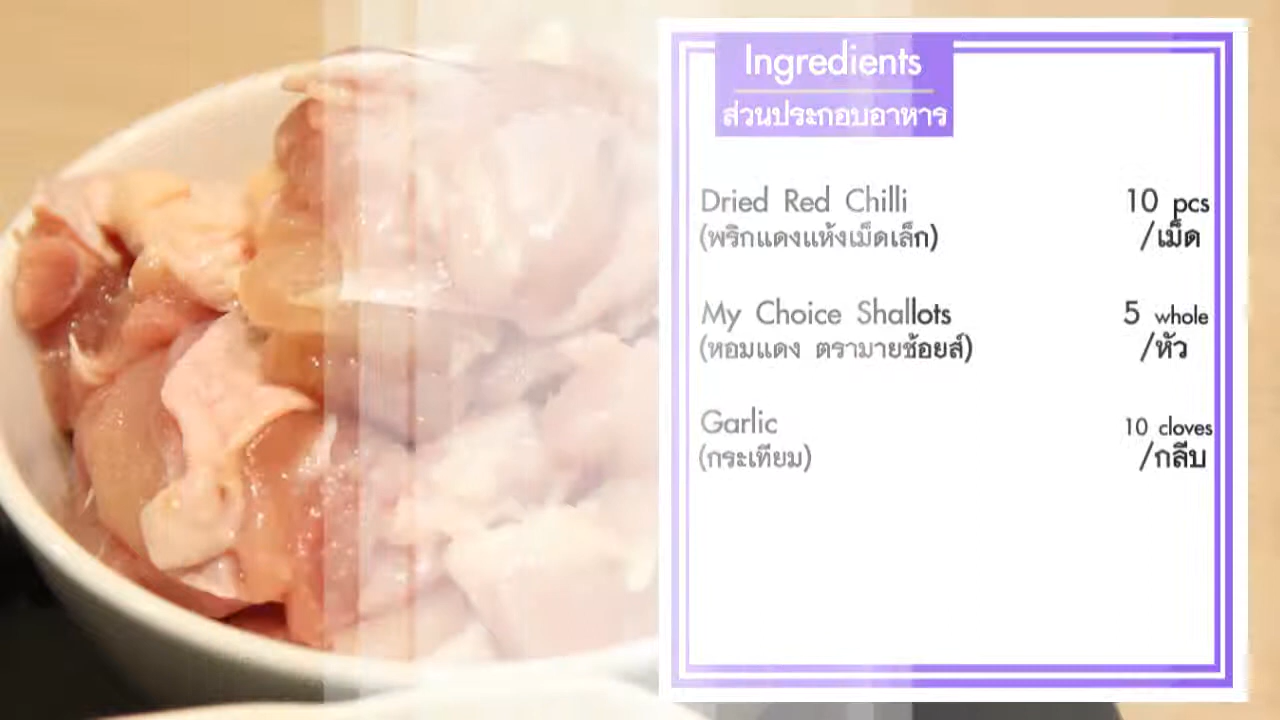 Ingredients
ส่วนประกอบอาหาร
Dried Red Chilli 10 pcs
(พริกแดงแห้งเม็ดเล็ก) /เม็ด
My Choice Shallots 5 whole
(หอมแดง ตรามายช้อยส์) /หัว
Garlic 10 cloves
(กระเทียม) /กลีบ